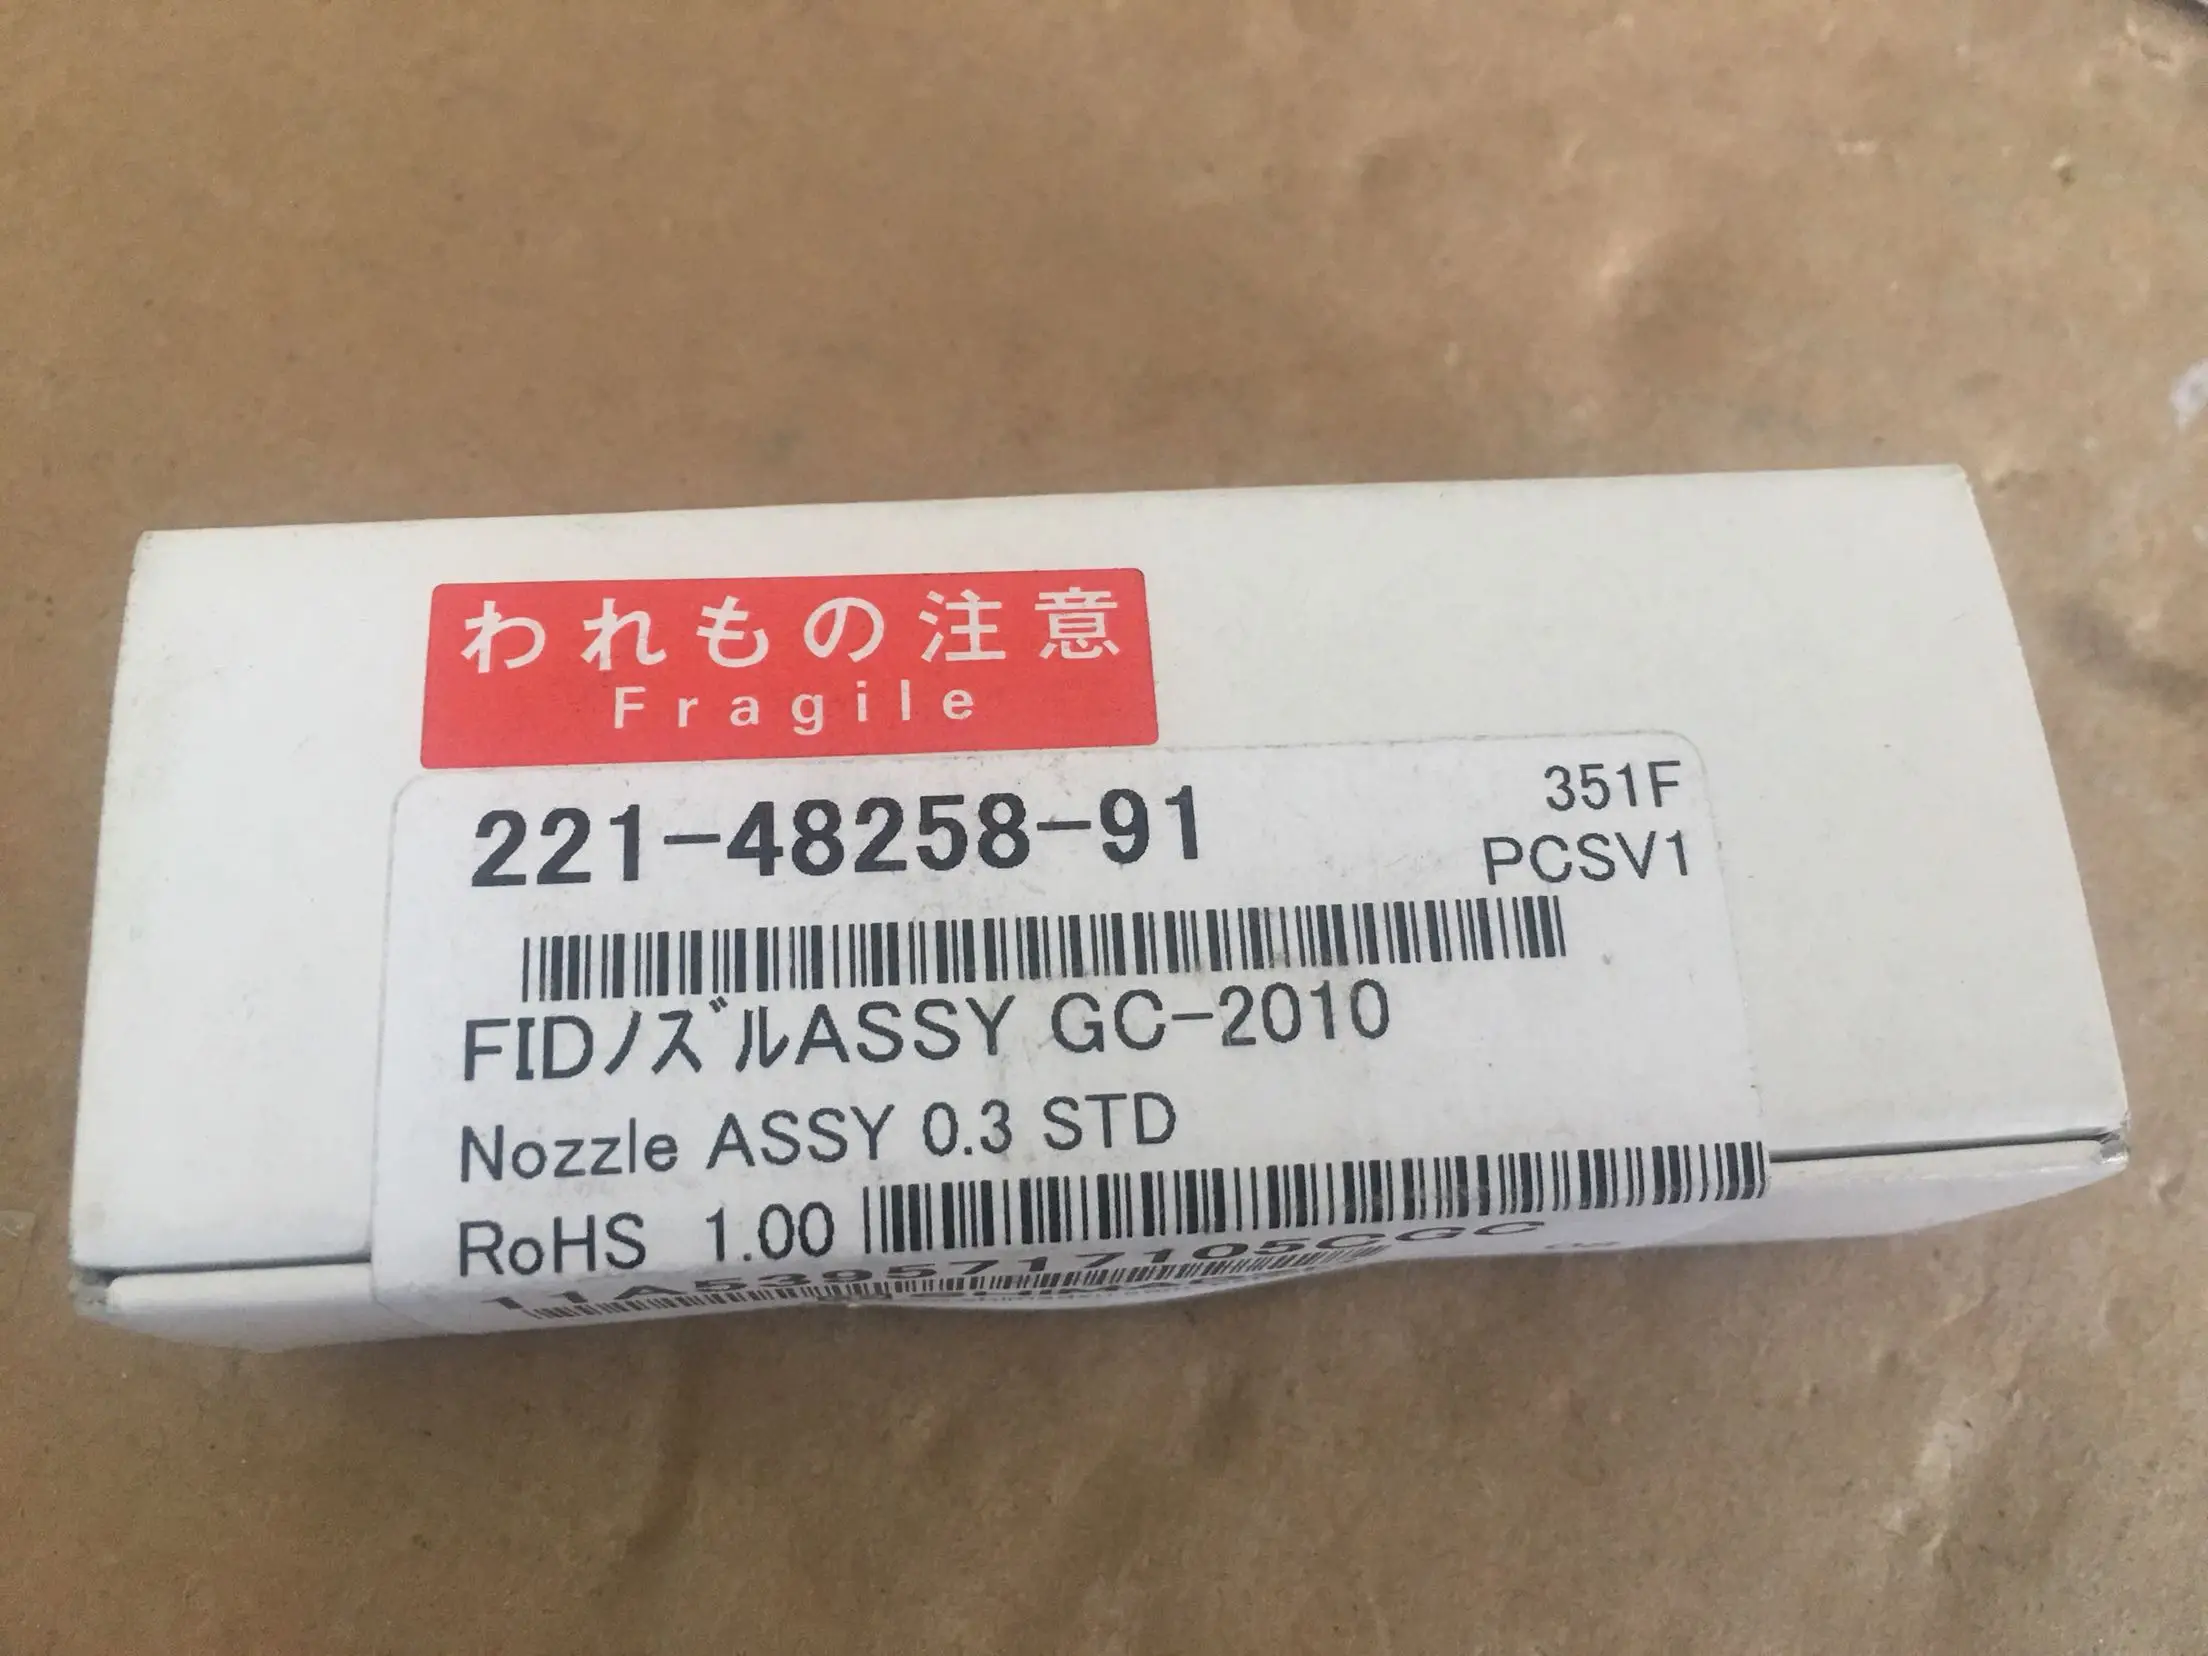 われもの注意
Fragile
221-48258-91
351F
PCSV1
FIDノズルASSY GC-2010
Nozzle ASSY 0.3 STD
RoHS 1.00
11A5395717105CGC